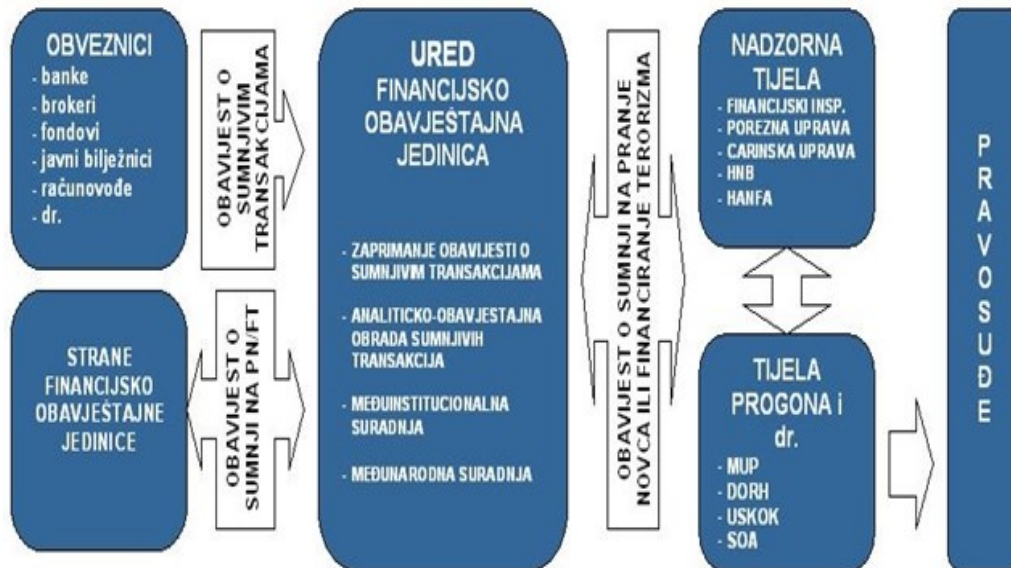 OBVEZNICI
- banke
- brokeri
- fondovi
- javni bilježnici
- računovođe
- dr.
OBAVIJEST O
SUMNJIVIM
TRANSAKCIJAMA
STRANE
FINANCIJSKO
OBAVJEŠTAJNE
JEDINICE
OBAVIJEST O
SUMNJI NA PN/FT
URED
FINANCIJSKO
OBAVJEŠTAJNA
JEDINICA
- ZAPRIMANJE OBAVIJESTI O
SUMNJIVIM TRANSAKCIJAMA
- ANALITICKO-OBAVJESTAJNA
OBRADA SUMNJIVIH
TRANSAKCIJA
- MEĐUINSTITUCIONALNA
SURADNJA
- MEĐUNARODNA SURADNJA
OBAVIJEST O SUMNJI NA PRANJE
NOVCA ILI FINANCIRANJE TERORIZMA
NADZORNA
TIJELA
- FINANCIJSKI INSP.
- POREZNA UPRAVA
- CARINSKA UPRAVA
- HNB
- HANFA
TIJELA
PROGONA i
dr.
- MUP
- DORH
- USKOK
- SOA
PRAVOSUĐE